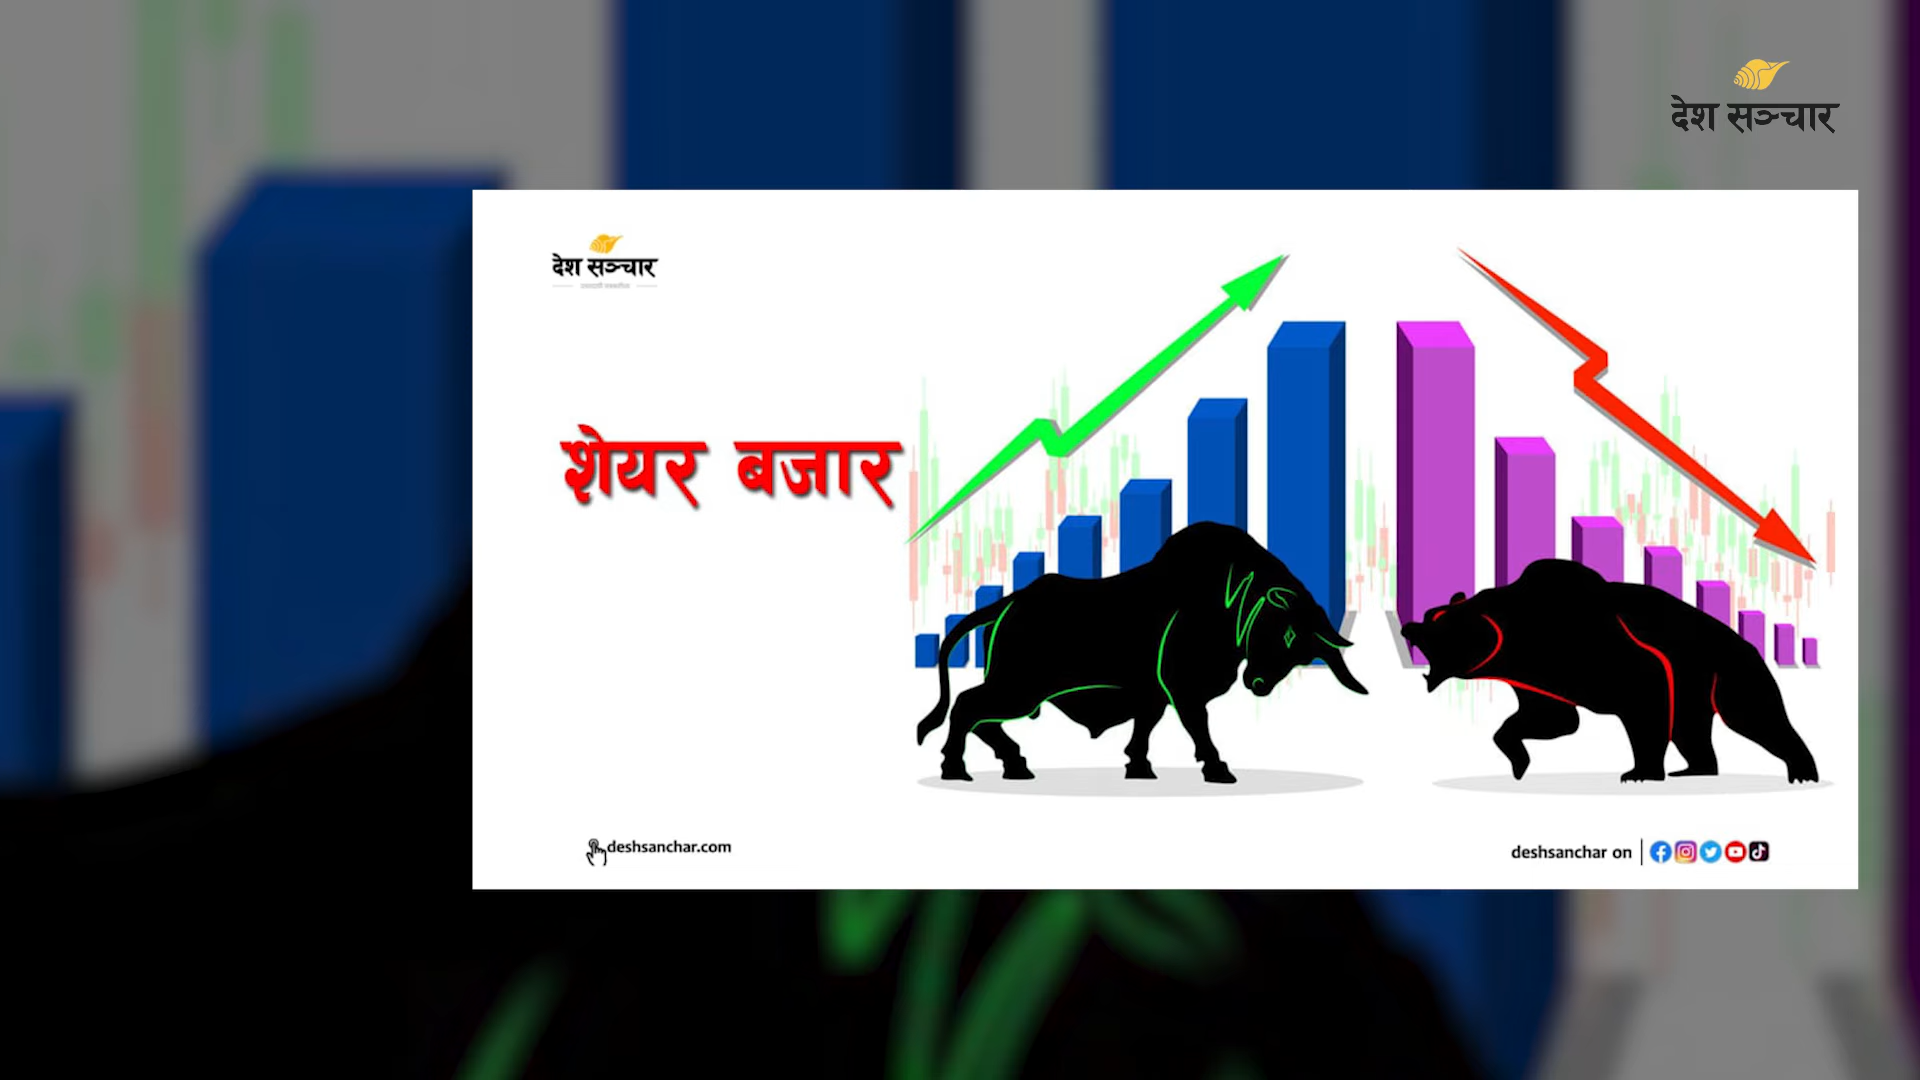 देश सञ्चार
देश सञ्चार
शेयर बजार
deshsanchar.com
deshsanchar on